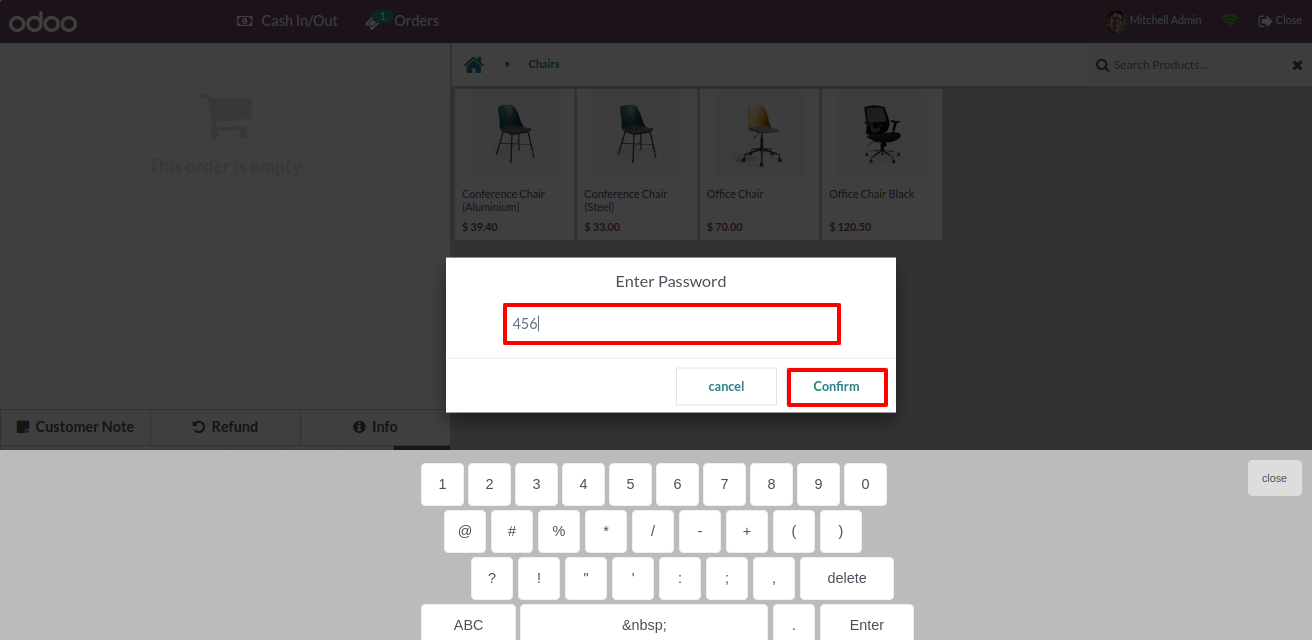 odoo
Cash In/Out
1
Orders
Mitchell Admin
Close
Chairs
Search Products...
This order is empty
Conference Chair (Aluminium)
$ 39.40
Conference Chair (Steel)
$ 33.00
Office Chair
$ 70.00
Office Chair Black
$ 120.50
Enter Password
456
cancel
Confirm
Customer Note
Refund
Info
close
1 2 3 4 5 6 7 8 9 0
@ # % * / - + ( )
? ! " ' : ; , delete
ABC &nbsp; . Enter